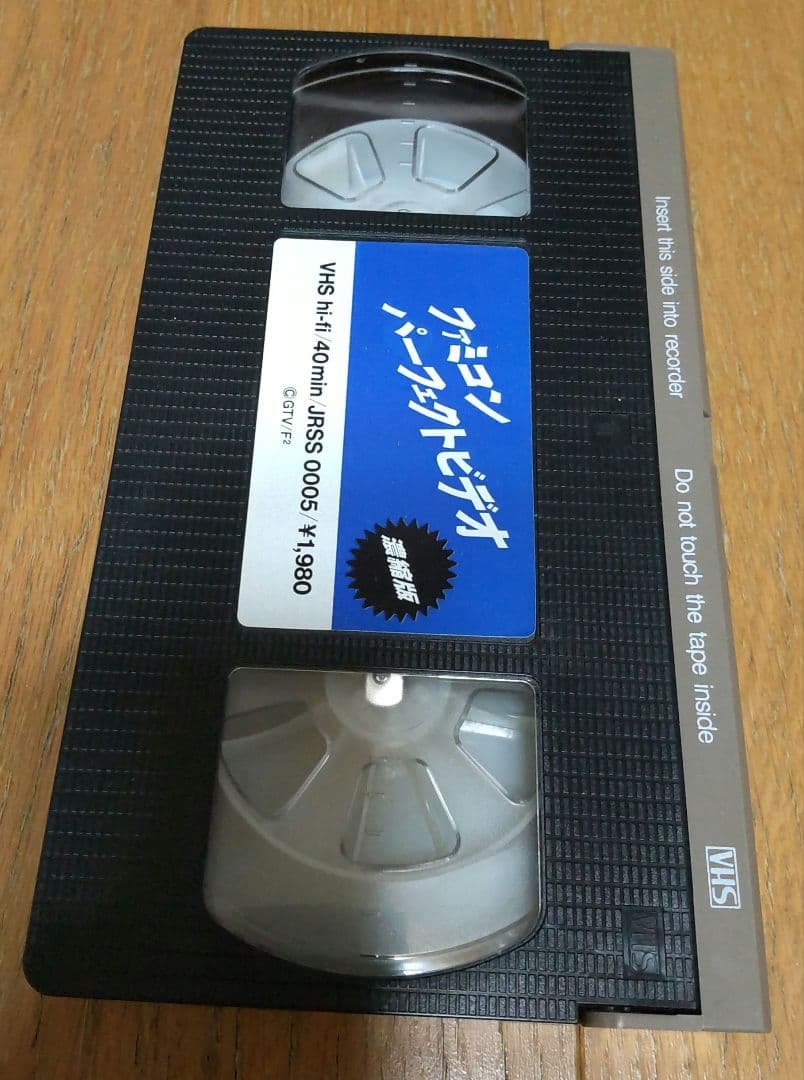 ファミコン
パーフェクトビデオ
濃縮版
VHS hi-fi/40min/JRSS 0005/¥1,980
©GTV/F2
Insert this side into recorder
Do not touch the tape inside
VHS
VHS